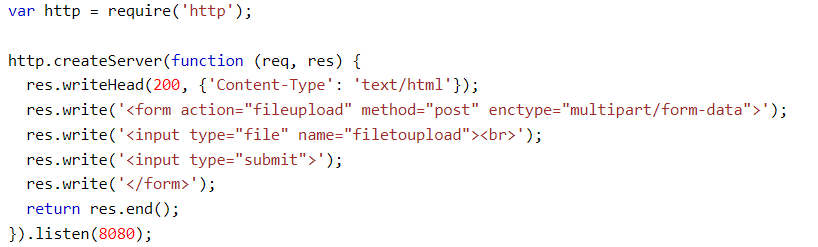 var http = require('http');

http.createServer(function (req, res) {
  res.writeHead(200, {'Content-Type': 'text/html'});
  res.write('<form action="fileupload" method="post" enctype="multipart/form-data">');
  res.write('<input type="file" name="filetoupload"><br>');
  res.write('<input type="submit">');
  res.write('</form>');
  return res.end();
}).listen(8080);